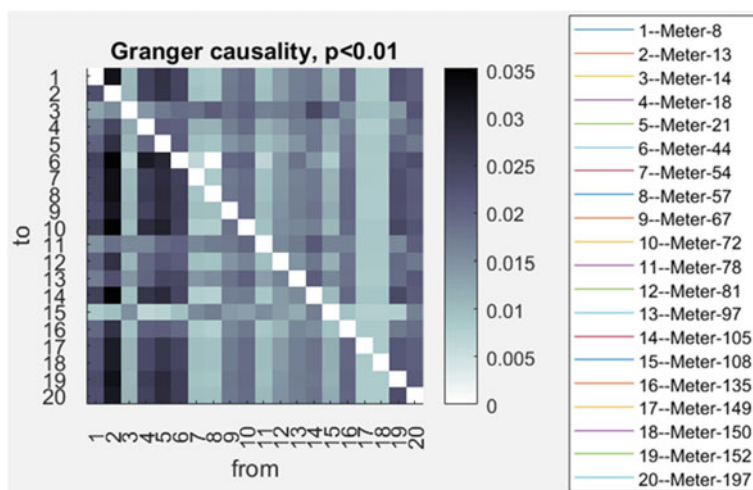 Granger causality, p<0.01
1
2
3
4
5
6
7
8
9
10
11
12
13
14
15
16
17
18
19
20
to
1 2 3 4 5 6 7 8 9 10 11 12 13 14 15 16 17 18 19 20
from
0.035
0.03
0.025
0.02
0.015
0.01
0.005
0
1--Meter-8
2--Meter-13
3--Meter-14
4--Meter-18
5--Meter-21
6--Meter-44
7--Meter-54
8--Meter-57
9--Meter-67
10--Meter-72
11--Meter-78
12--Meter-81
13--Meter-97
14--Meter-105
15--Meter-108
16--Meter-135
17--Meter-149
18--Meter-150
19--Meter-152
20--Meter-197